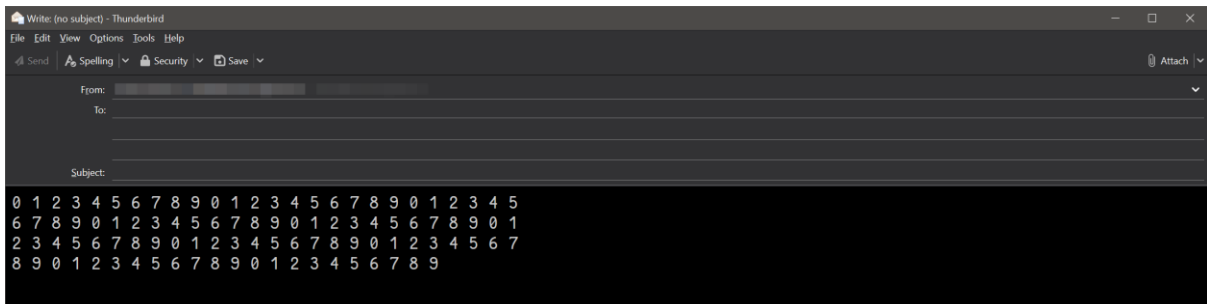 Write: (no subject) - Thunderbird
File Edit View Options Tools Help
Send Spelling Security Save Attach
From:
To:
Subject:
0 1 2 3 4 5 6 7 8 9 0 1 2 3 4 5 6 7 8 9 0 1 2 3 4 5
6 7 8 9 0 1 2 3 4 5 6 7 8 9 0 1 2 3 4 5 6 7 8 9 0 1
2 3 4 5 6 7 8 9 0 1 2 3 4 5 6 7 8 9 0 1 2 3 4 5 6 7
8 9 0 1 2 3 4 5 6 7 8 9 0 1 2 3 4 5 6 7 8 9